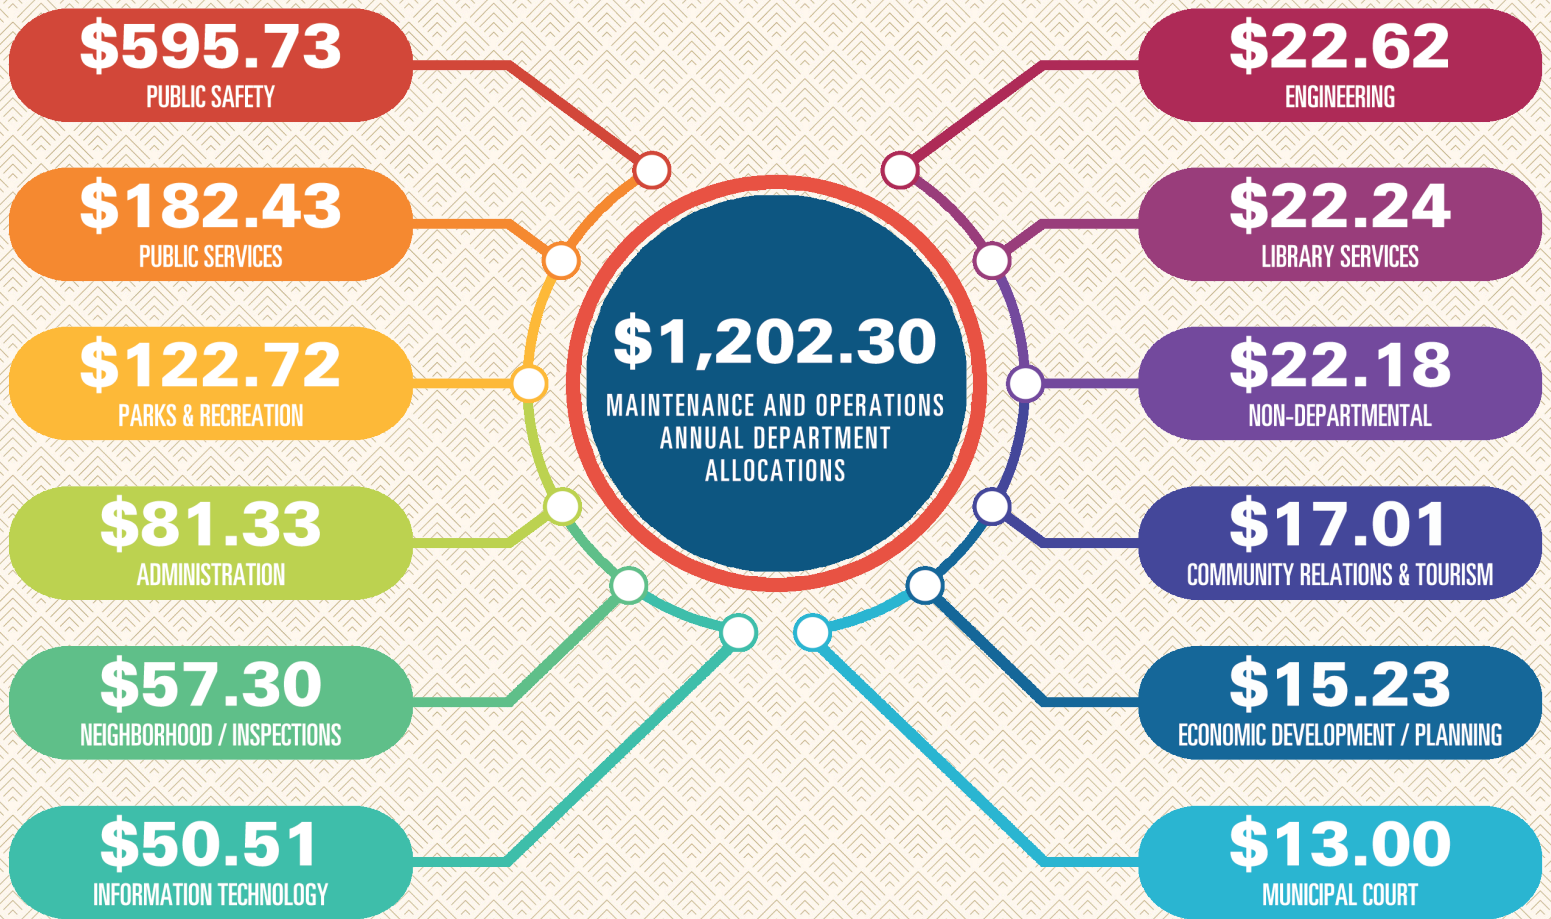 $595.73
PUBLIC SAFETY
$182.43
PUBLIC SERVICES
$122.72
PARKS & RECREATION
$81.33
ADMINISTRATION
$57.30
NEIGHBORHOOD / INSPECTIONS
$50.51
INFORMATION TECHNOLOGY
$1,202.30
MAINTENANCE AND OPERATIONS
ANNUAL DEPARTMENT
ALLOCATIONS
$22.62
ENGINEERING
$22.24
LIBRARY SERVICES
$22.18
NON-DEPARTMENTAL
$17.01
COMMUNITY RELATIONS & TOURISM
$15.23
ECONOMIC DEVELOPMENT / PLANNING
$13.00
MUNICIPAL COURT